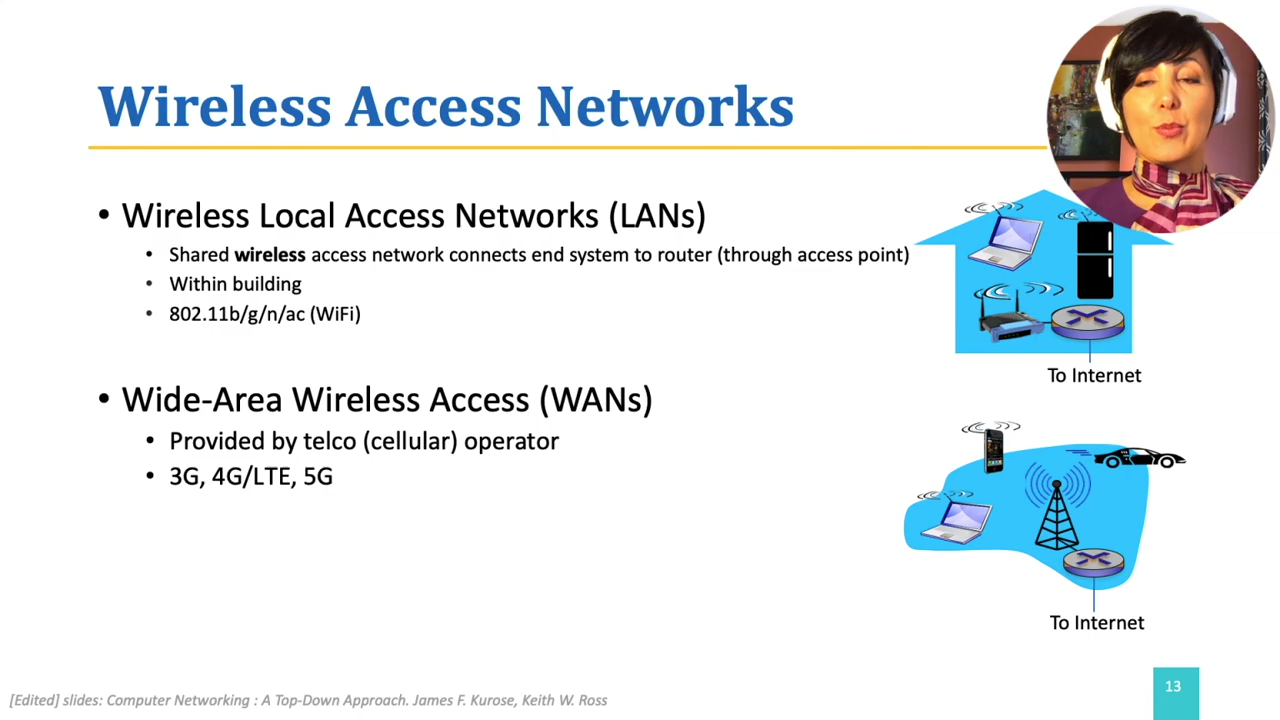 Wireless Access Networks
• Wireless Local Access Networks (LANs)
• Shared wireless access network connects end system to router (through access point)
• Within building
• 802.11b/g/n/ac (WiFi)
To Internet
• Wide-Area Wireless Access (WANs)
• Provided by telco (cellular) operator
• 3G, 4G/LTE, 5G
To Internet
[Edited] slides: Computer Networking : A Top-Down Approach. James F. Kurose, Keith W. Ross
13